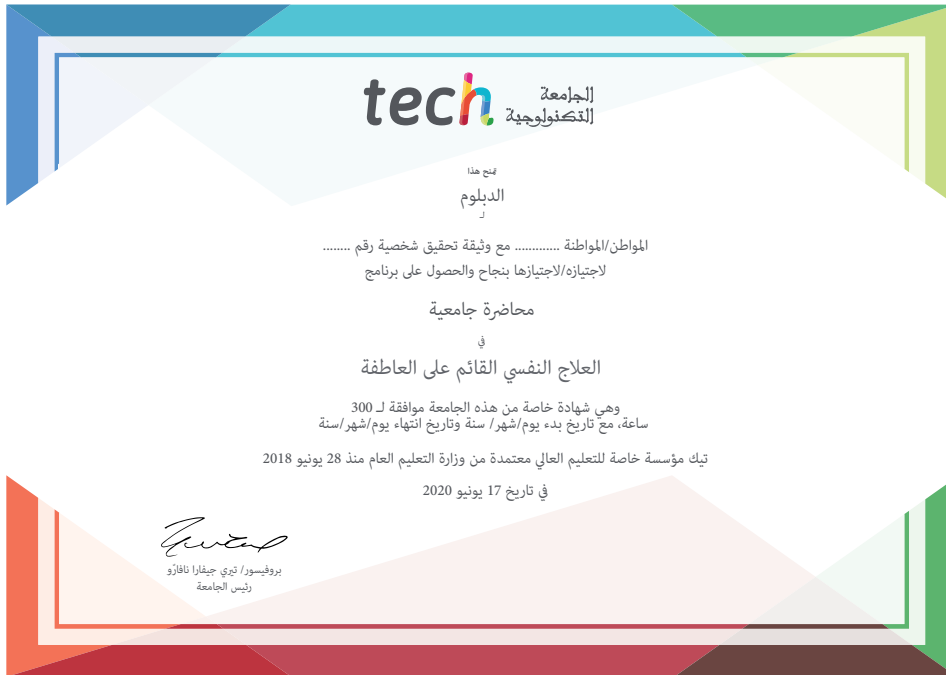 tech الجامعة
التكنولوجية
يمنح هذا
الدبلوم
لـ
المواطن/المواطنة ............ مع وثيقة تحقيق شخصية رقم ........
لاجتيازه/لاجتيازها بنجاح والحصول على برنامج
محاضرة جامعية
في
العلاج النفسي القائم على العاطفة
وهي شهادة خاصة من هذه الجامعة موافقة لـ 300
ساعة، مع تاريخ بدء يوم/شهر/ سنة وتاريخ انتهاء يوم/شهر/سنة
تيك مؤسسة خاصة للتعليم العالي معتمدة من وزارة التعليم العام منذ 28 يونيو 2018
في تاريخ 17 يونيو 2020
بروفيسور/ تيري جيفارا نافارّو
رئيس الجامعة